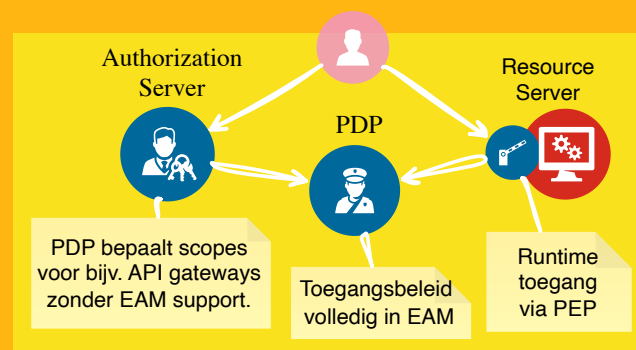 Authorization
Server
PDP
Resource
Server
PDP bepaalt scopes
voor bijv. API gateways
zonder EAM support.
Toegangsbeleid
volledig in EAM
Runtime
toegang
via PEP